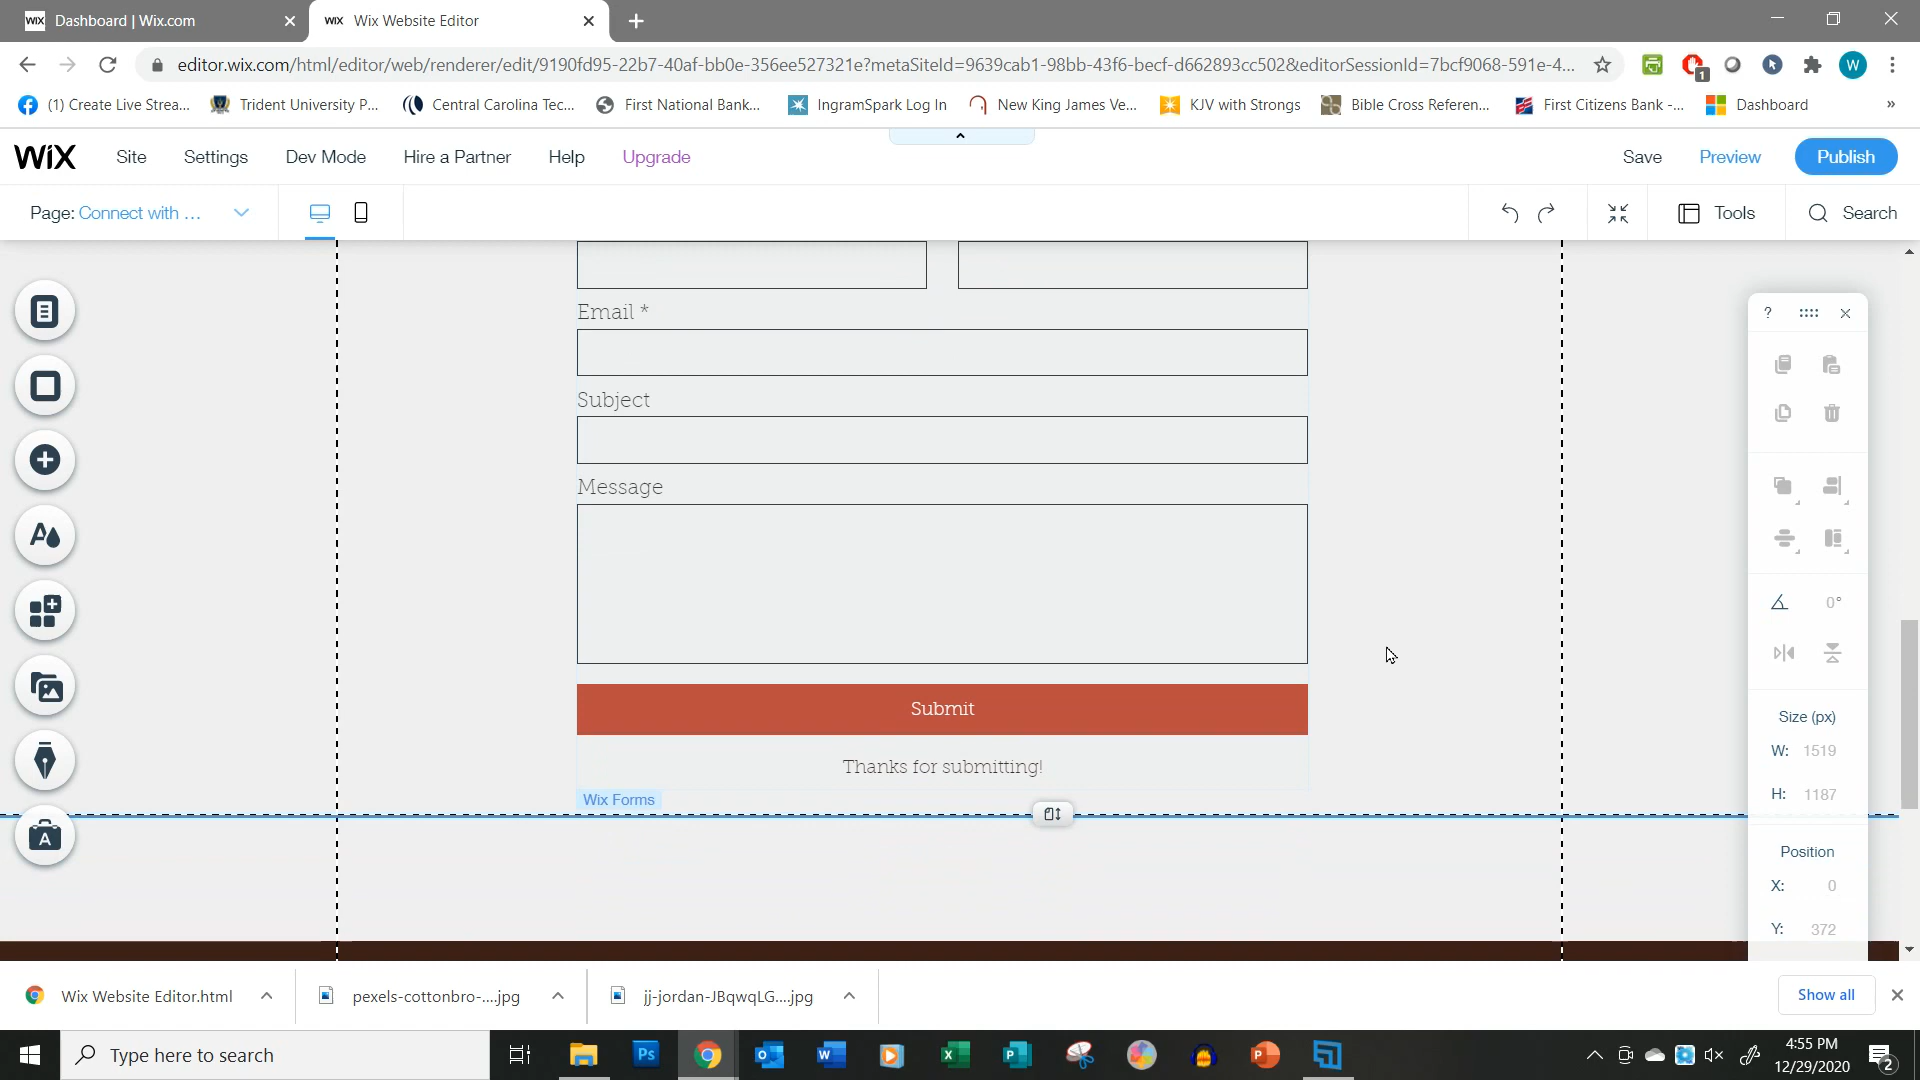 WIX Dashboard | Wix.com
WIX Wix Website Editor
editor.wix.com/html/editor/web/renderer/edit/9190fd95-22b7-40af-bb0e-356ee527321e?metaSiteId=9639cab1-98bb-43f6-becf-d662893cc502&editorSessionId=7bcf9068-591e-4...
1
W
(1) Create Live Strea...
Trident University P...
Central Carolina Tec...
First National Bank...
IngramSpark Log In
New King James Ve...
KJV with Strongs
Bible Cross Referen...
First Citizens Bank -...
Dashboard
»
WiX
Site
Settings
Dev Mode
Hire a Partner
Help
Upgrade
Save
Preview
Publish
Page: Connect with ...
Tools
Search
Email *
Subject
Message
Submit
Thanks for submitting!
Wix Forms
?
0°
Size (px)
W: 1519
H: 1187
Position
X: 0
Y: 372
Wix Website Editor.html
pexels-cottonbro-....jpg
jj-jordan-JBqwqLG....jpg
Show all
Type here to search
4:55 PM
12/29/2020
2